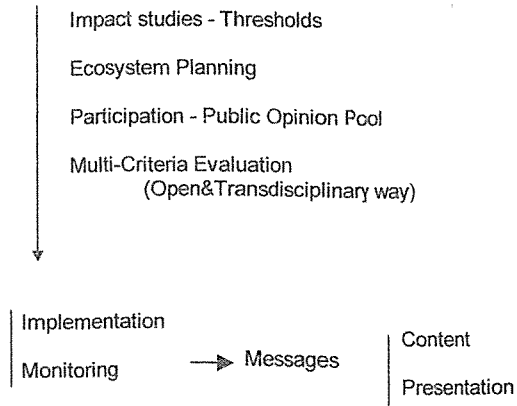 Impact studies - Thresholds
Ecosystem Planning
Participation - Public Opinion Pool
Multi-Criteria Evaluation
(Open&Transdisciplinary way)
Implementation
Monitoring
Messages
Content
Presentation